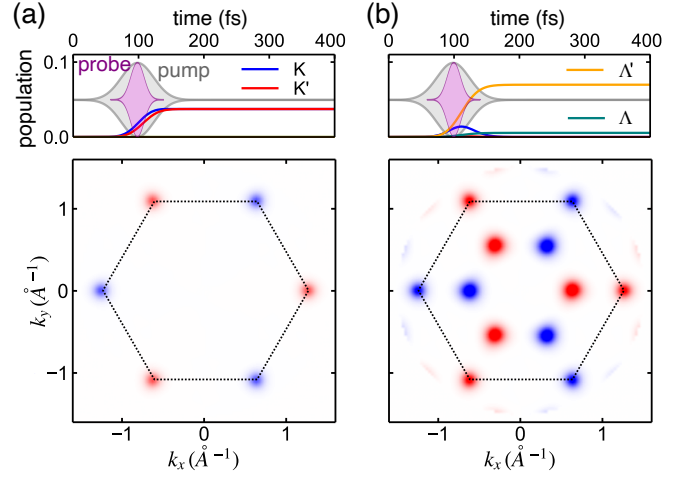 (a) time (fs) (b) time (fs)
0 100 200 300 400 0 100 200 300 400
0.1 probe pump K Λ'
population K' Λ
0.0
1
0
−1
k_y (Å⁻¹)
−1 0 1 −1 0 1
k_x (Å⁻¹) k_x (Å⁻¹)